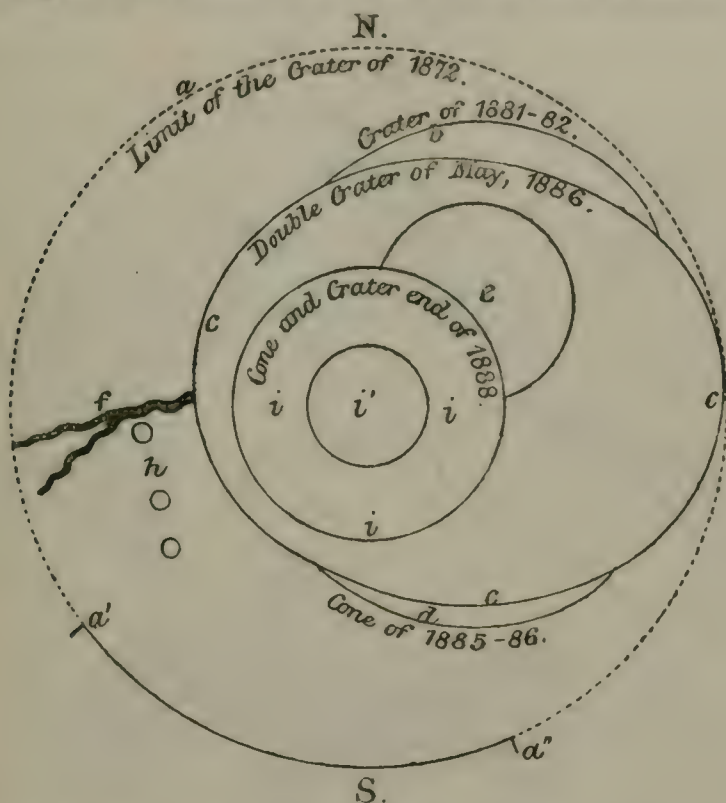 N.
a
Limit of the Crater of 1872.
Crater of 1881-82.
b
Double Crater of May, 1886.
e
c
Cone and Crater end of 1888.
c
f
i i' i
h
i
c
d
Cone of 1885-86.
a'
a"
S.